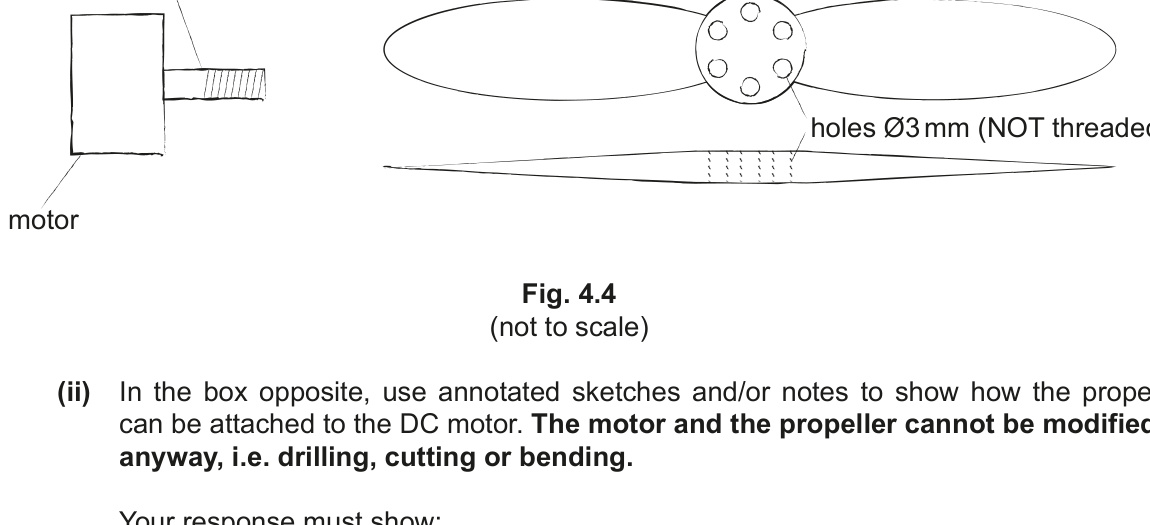 holes Ø3 mm (NOT threaded
motor
Fig. 4.4
(not to scale)
(ii) In the box opposite, use annotated sketches and/or notes to show how the prope
can be attached to the DC motor. The motor and the propeller cannot be modified
anyway, i.e. drilling, cutting or bending.
Your response must show: